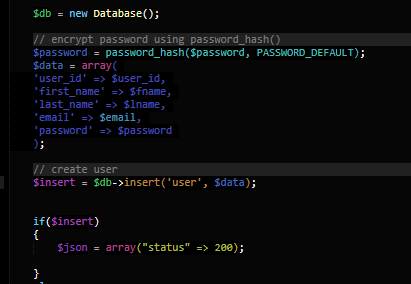 $db = new Database();
// encrypt password using password_hash()
$password = password_hash($password, PASSWORD_DEFAULT);
$data = array(
'user_id' => $user_id,
'first_name' => $fname,
'last_name' => $lname,
'email' => $email,
'password' => $password
);
// create user
$insert = $db->insert('user', $data);
if($insert)
{
$json = array("status" => 200);
}